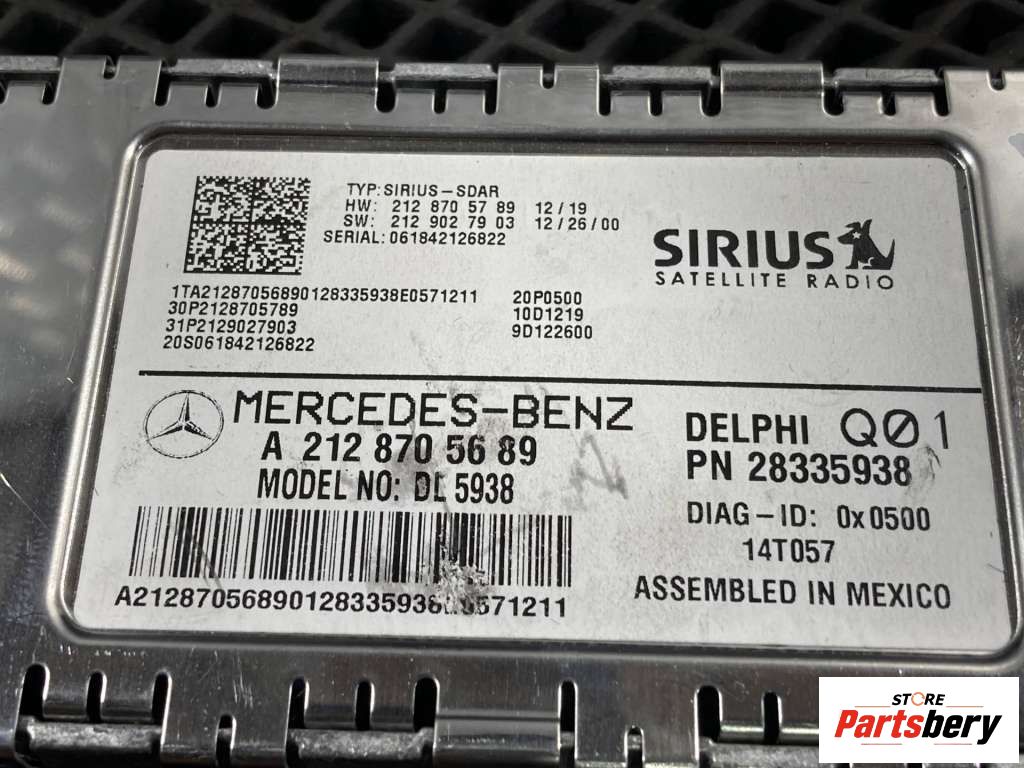 TYP: SIRIUS-SDAR
HW: 212 870 57 89 12/19
SW: 212 902 79 03 12/26/00
SERIAL: 061842126822
SIRIUS
SATELLITE RADIO
1TA21287056890128335938E0571211 20P0500
30P2128705789 10D1219
31P2129027903 9D122600
20S061842126822
MERCEDES-BENZ
A 212 870 56 89
MODEL NO: DL 5938
DELPHI Q01
PN 28335938
DIAG-ID: 0x0500
14T057
ASSEMBLED IN MEXICO
STORE
Partsbery